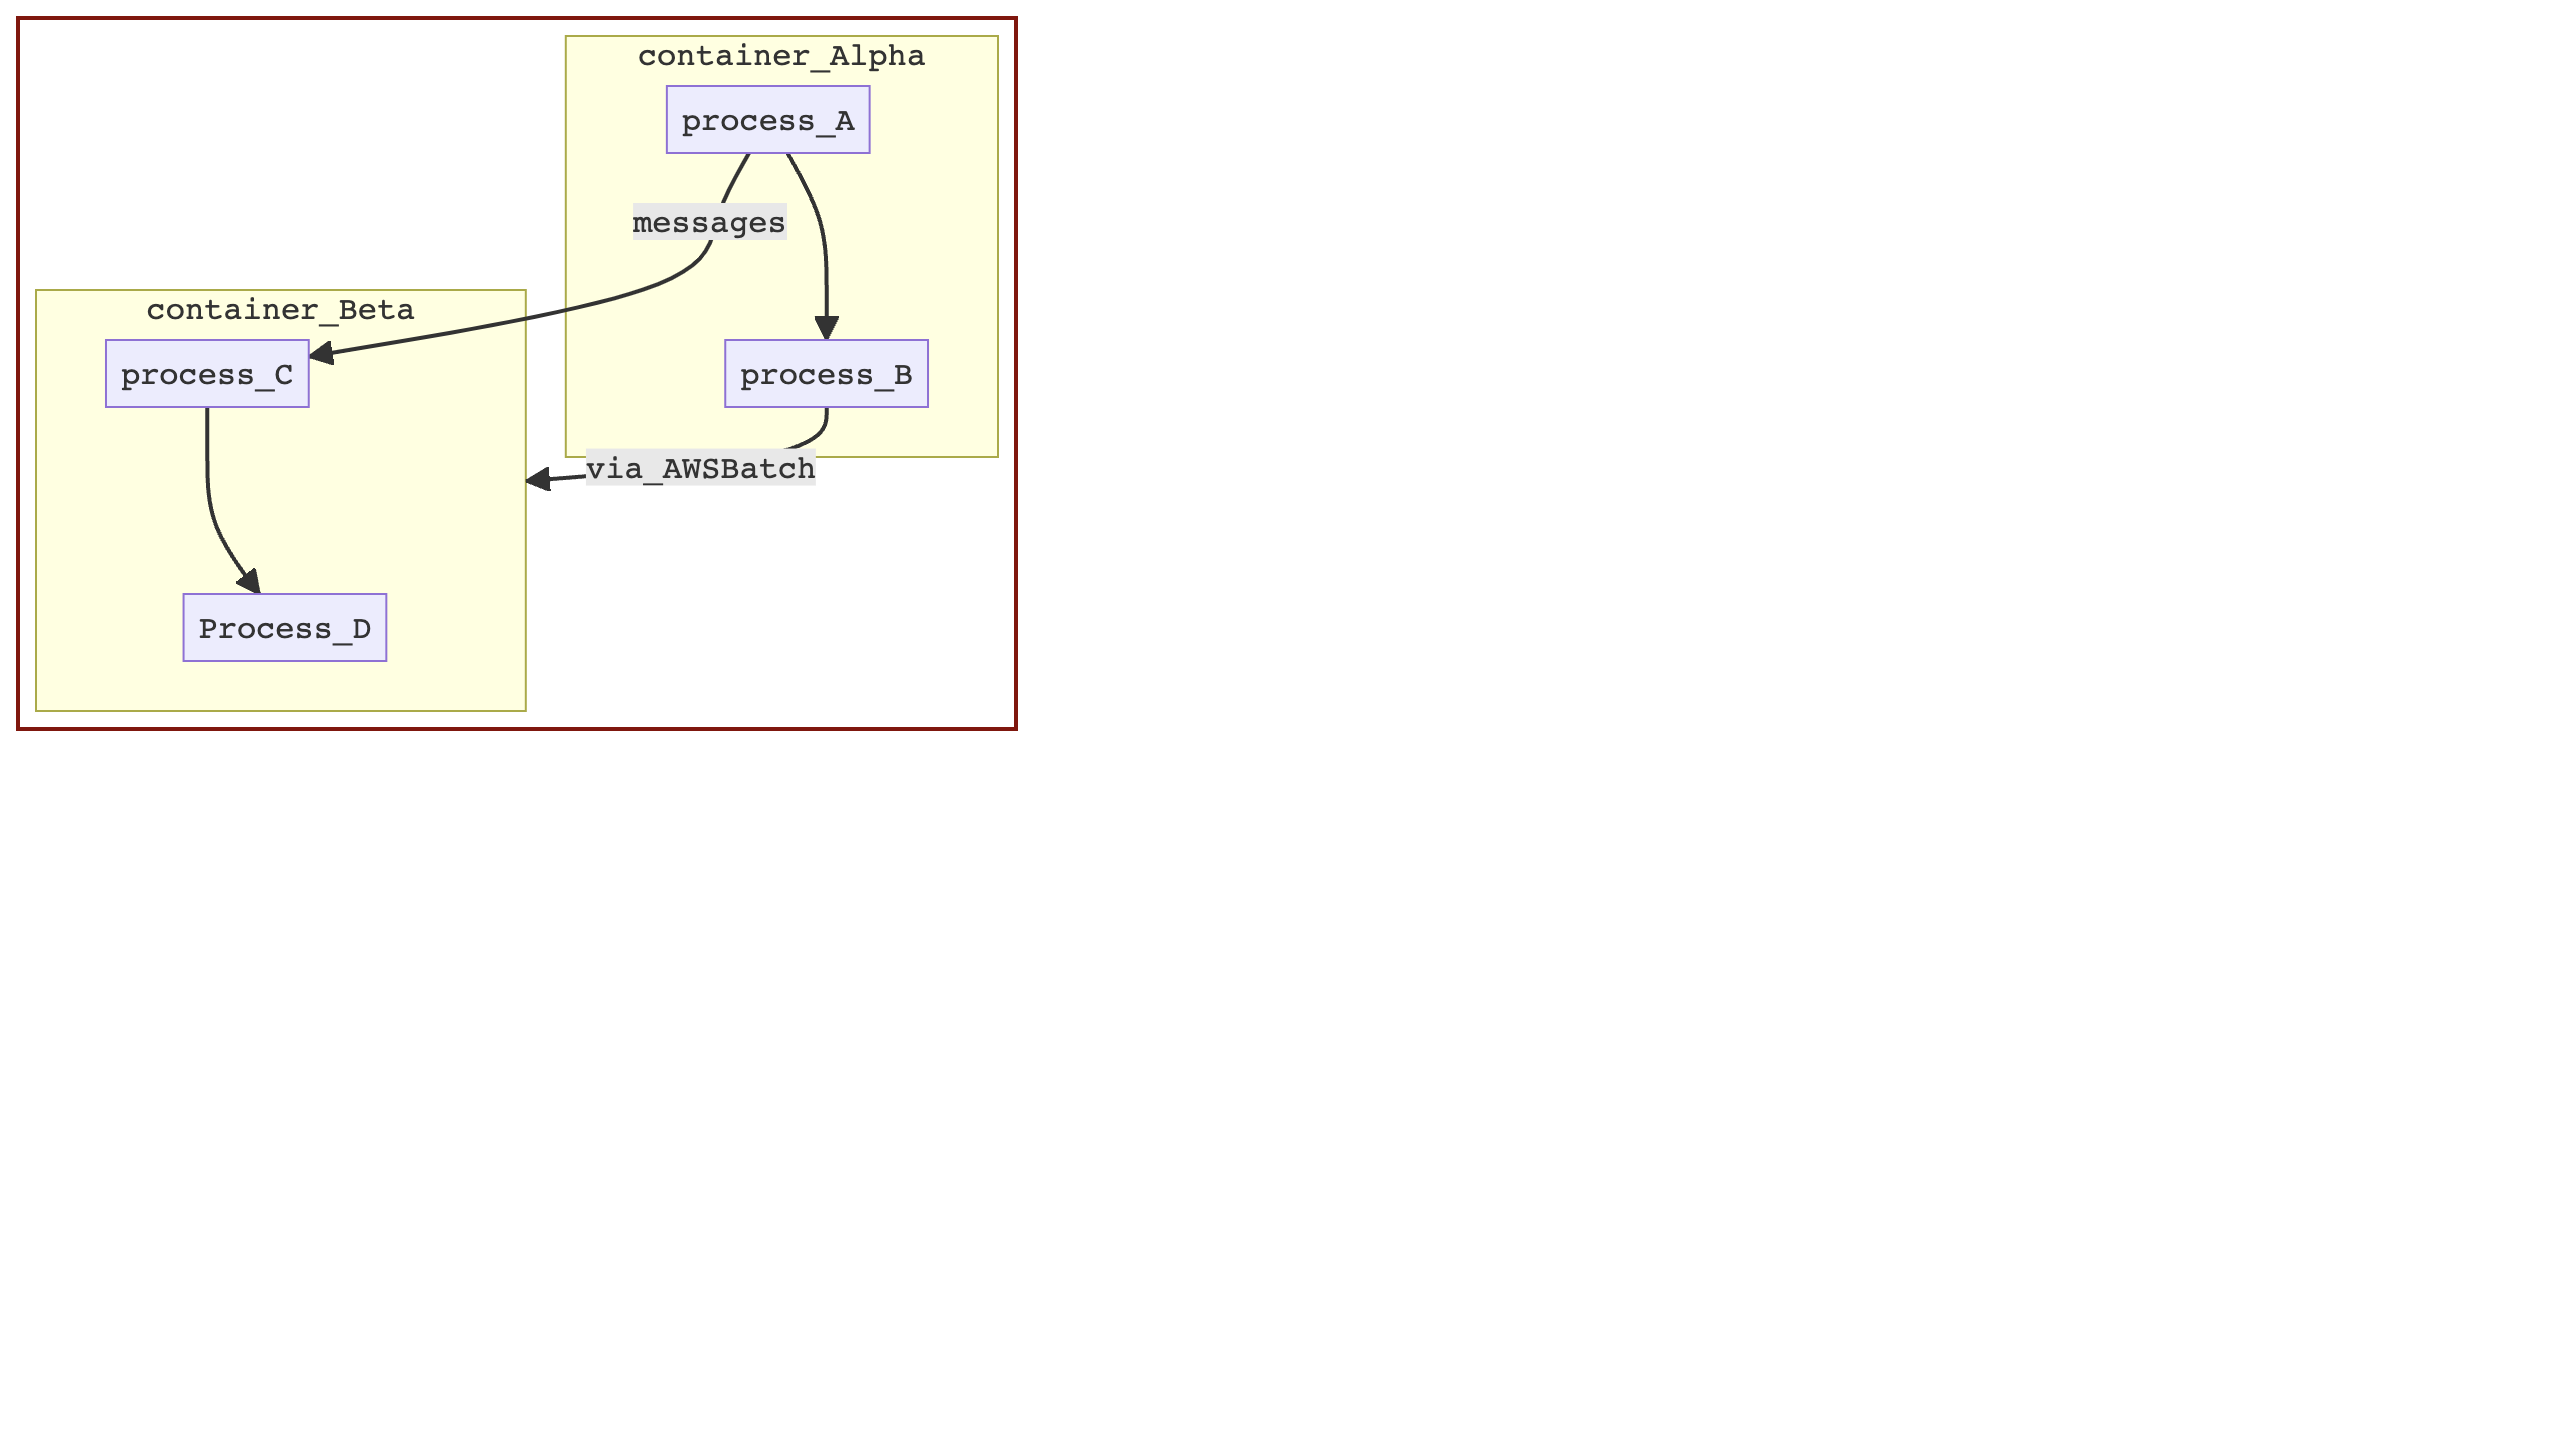 container_Alpha
process_A
messages
container_Beta
process_C
process_B
via_AWSBatch
Process_D